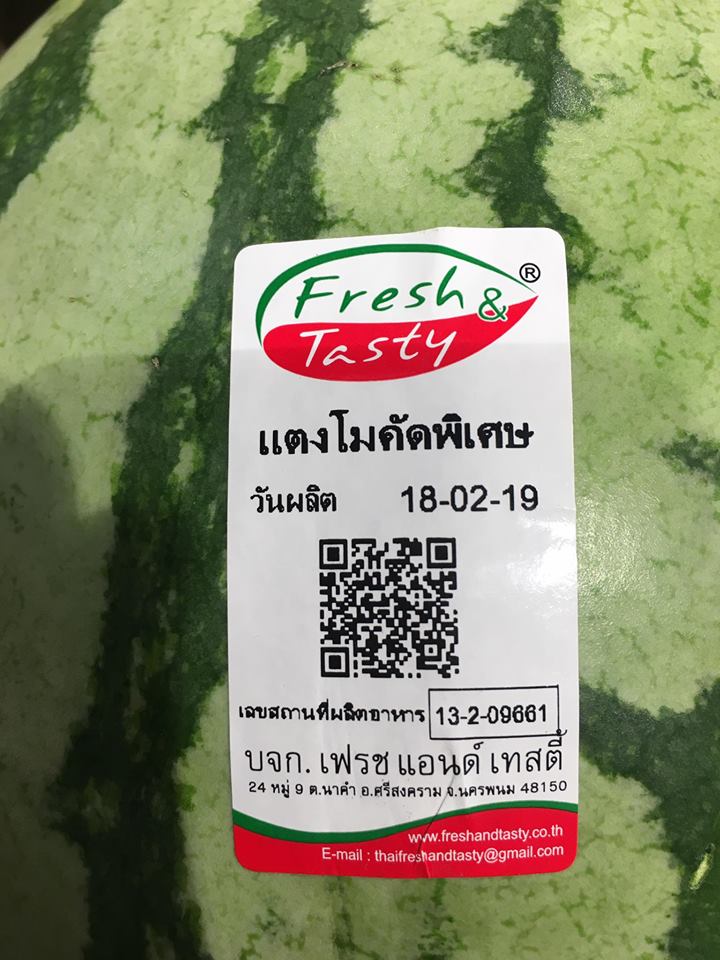 Fresh &
Tasty
®
แตงโมคัดพิเศษ
วันผลิต 18-02-19
เลขสถานที่ผลิตอาหาร 13-2-09661
บจก. เฟรช แอนด์ เทสตี้
24 หมู่ 9 ต.นาคำ อ.ศรีสงคราม จ.นครพนม 48150
www.freshandtasty.co.th
E-mail : thaifreshandtasty@gmail.com